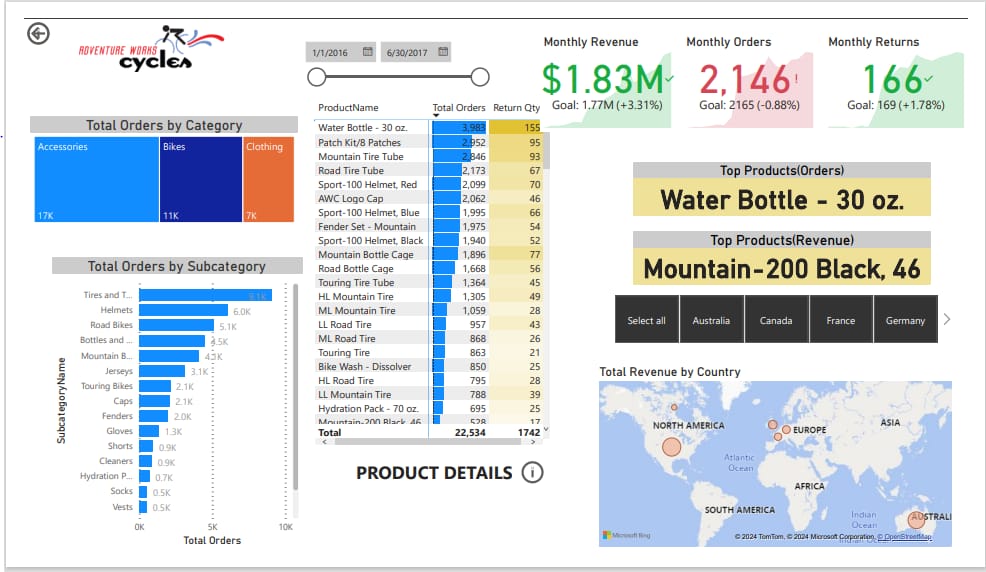 ADVENTURE WORKS
cycles
1/1/2016 6/30/2017
Monthly Revenue
$1.83M
Goal: 1.77M (+3.31%)
Monthly Orders
2,146!
Goal: 2165 (-0.88%)
Monthly Returns
166
Goal: 169 (+1.78%)
Total Orders by Category
Accessories
17K
Bikes
11K
Clothing
7K
Total Orders by Subcategory
SubcategoryName
Tires and T... 9.1K
Helmets 6.0K
Road Bikes 5.1K
Bottles and ... 4.5K
Mountain B...
Jerseys 3.1K
Touring Bikes 2.1K
Caps 2.1K
Fenders 2.0K
Gloves 1.3K
Shorts 0.9K
Cleaners 0.9K
Hydration P... 0.7K
Socks 0.5K
Vests 0.5K
0K 5K 10K
Total Orders
ProductName Total Orders Return Qty
Water Bottle - 30 oz. 3,983 155
Patch Kit/8 Patches 2,952 95
Mountain Tire Tube 2,846 93
Road Tire Tube 2,173 67
Sport-100 Helmet, Red 2,099 70
AWC Logo Cap 2,062 46
Sport-100 Helmet, Blue 1,995 66
Fender Set - Mountain 1,975 54
Sport-100 Helmet, Black 1,940 52
Mountain Bottle Cage 1,896 77
Road Bottle Cage 1,668 56
Touring Tire Tube 1,364 45
HL Mountain Tire 1,305 49
ML Mountain Tire 1,059 28
LL Road Tire 957 43
ML Road Tire 868 26
Touring Tire 863 21
Bike Wash - Dissolver 850 25
HL Road Tire 795 28
LL Mountain Tire 788 39
Hydration Pack - 70 oz. 695 25
Mountain-200 Black, 46 528 17
Total 22,534 1742
PRODUCT DETAILS i
Top Products(Orders)
Water Bottle - 30 oz.
Top Products(Revenue)
Mountain-200 Black, 46
Select all Australia Canada France Germany
Total Revenue by Country
NORTH AMERICA
EUROPE
ASIA
Atlantic
Ocean
AFRICA
SOUTH AMERICA
Indian
Ocean
AUSTRALI
Microsoft Bing
© 2024 TomTom, © 2024 Microsoft Corporation, © OpenStreetMap